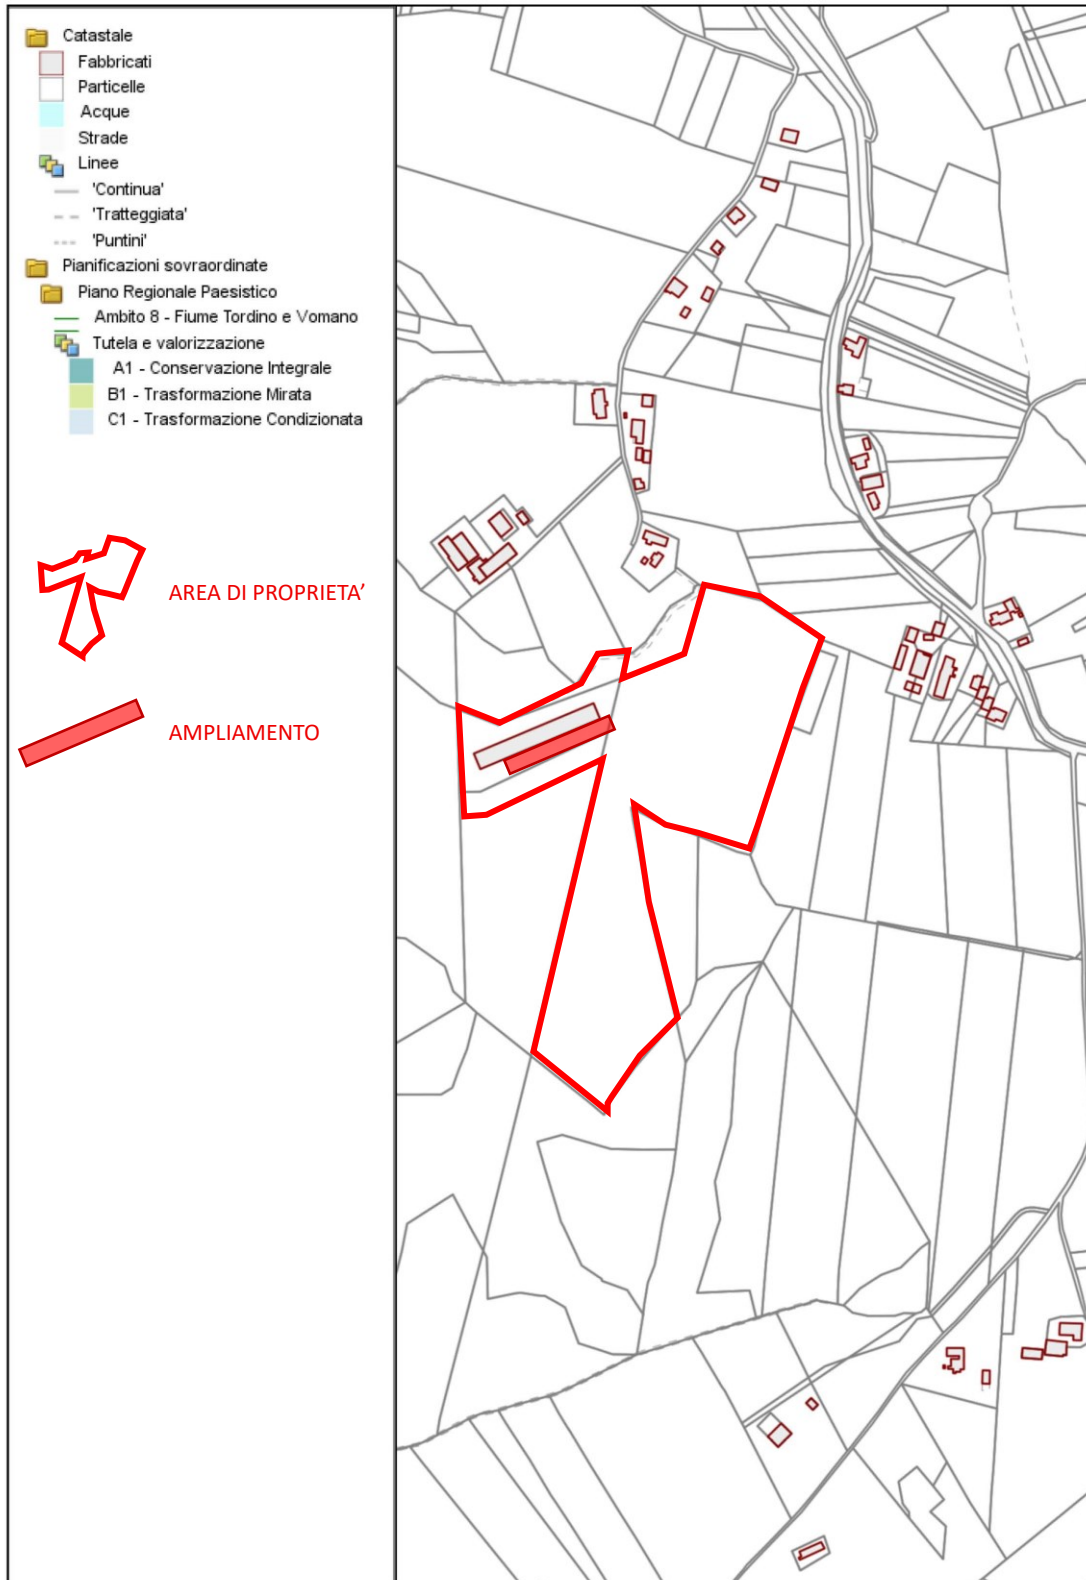 Catastale
Fabbricati
Particelle
Acque
Strade
Linee
'Continua'
'Tratteggiata'
'Puntini'
Pianificazioni sovraordinate
Piano Regionale Paesistico
Ambito 8 - Fiume Tordino e Vomano
Tutela e valorizzazione
A1 - Conservazione Integrale
B1 - Trasformazione Mirata
C1 - Trasformazione Condizionata
AREA DI PROPRIETA’
AMPLIAMENTO